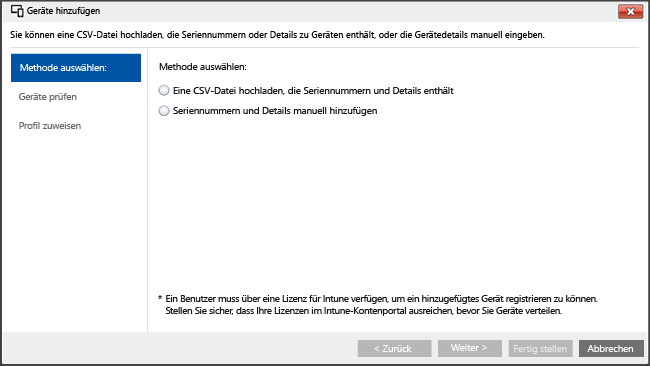 Geräte hinzufügen
Sie können eine CSV-Datei hochladen, die Seriennummern oder Details zu Geräten enthält, oder die Gerätedetails manuell eingeben.
Methode auswählen:
Geräte prüfen
Profil zuweisen
Methode auswählen:
Eine CSV-Datei hochladen, die Seriennummern und Details enthält
Seriennummern und Details manuell hinzufügen
* Ein Benutzer muss über eine Lizenz für Intune verfügen, um ein hinzugefügtes Gerät registrieren zu können.
Stellen Sie sicher, dass Ihre Lizenzen im Intune-Kontenportal ausreichen, bevor Sie Geräte verteilen.
< Zurück
Weiter >
Fertig stellen
Abbrechen